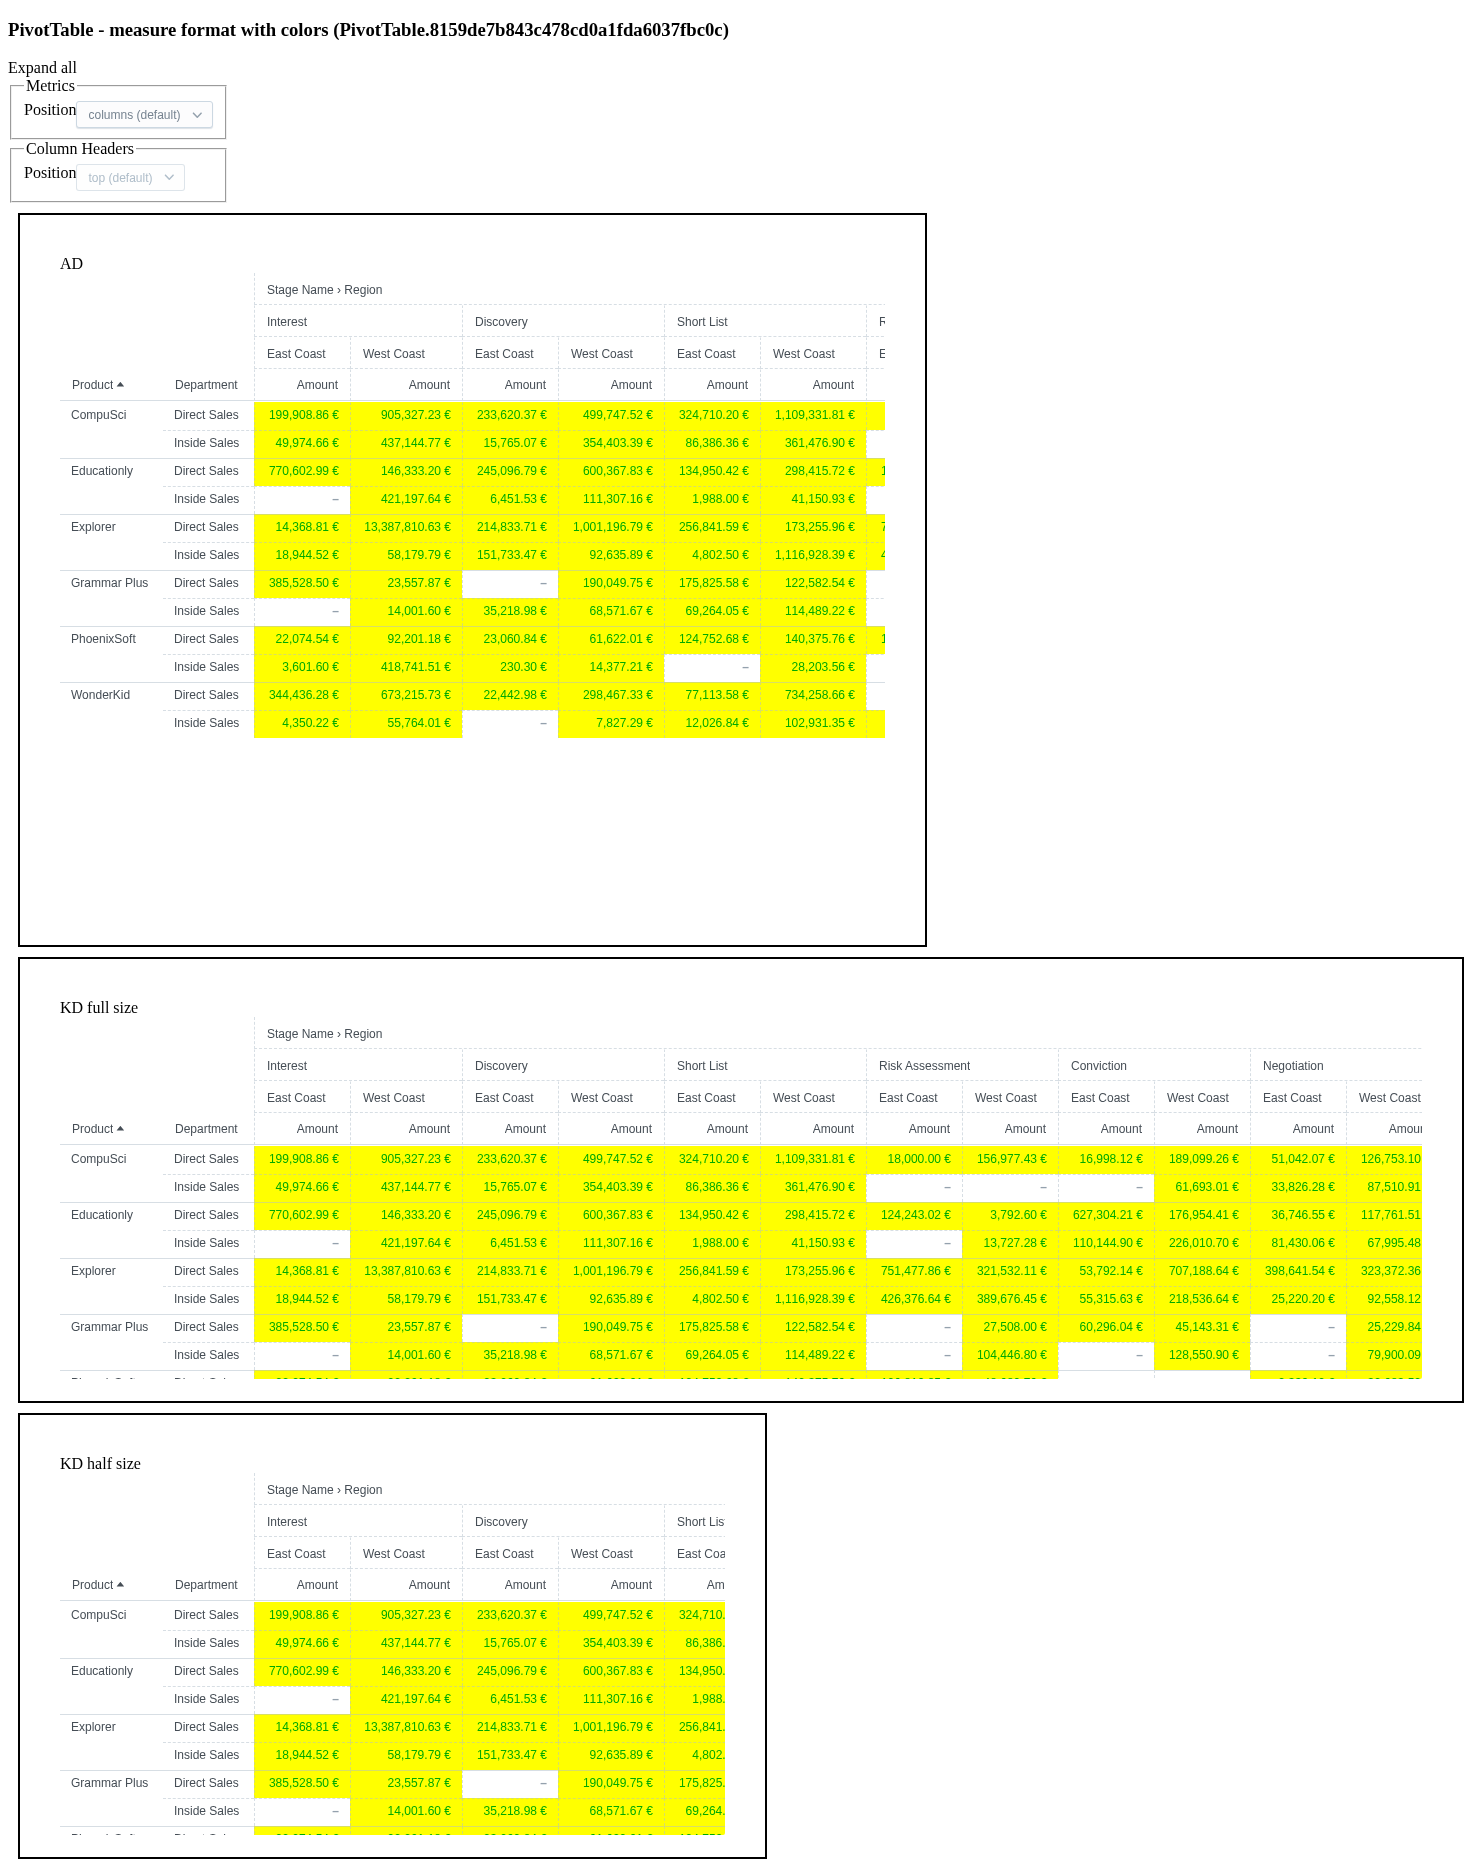 PivotTable - measure format with colors (PivotTable.8159de7b843c478cd0a1fda6037fbc0c)
Expand all
Metrics
Position columns (default)
Column Headers
Position top (default)
AD
Stage Name › Region
Interest Discovery Short List
East Coast West Coast East Coast West Coast East Coast West Coast
Product Department Amount Amount Amount Amount Amount Amount
CompuSci Direct Sales 199,908.86 € 905,327.23 € 233,620.37 € 499,747.52 € 324,710.20 € 1,109,331.81 €
Inside Sales 49,974.66 € 437,144.77 € 15,765.07 € 354,403.39 € 86,386.36 € 361,476.90 €
Educationly Direct Sales 770,602.99 € 146,333.20 € 245,096.79 € 600,367.83 € 134,950.42 € 298,415.72 €
Inside Sales – 421,197.64 € 6,451.53 € 111,307.16 € 1,988.00 € 41,150.93 €
Explorer Direct Sales 14,368.81 € 13,387,810.63 € 214,833.71 € 1,001,196.79 € 256,841.59 € 173,255.96 €
Inside Sales 18,944.52 € 58,179.79 € 151,733.47 € 92,635.89 € 4,802.50 € 1,116,928.39 €
Grammar Plus Direct Sales 385,528.50 € 23,557.87 € – 190,049.75 € 175,825.58 € 122,582.54 €
Inside Sales – 14,001.60 € 35,218.98 € 68,571.67 € 69,264.05 € 114,489.22 €
PhoenixSoft Direct Sales 22,074.54 € 92,201.18 € 23,060.84 € 61,622.01 € 124,752.68 € 140,375.76 €
Inside Sales 3,601.60 € 418,741.51 € 230.30 € 14,377.21 € – 28,203.56 €
WonderKid Direct Sales 344,436.28 € 673,215.73 € 22,442.98 € 298,467.33 € 77,113.58 € 734,258.66 €
Inside Sales 4,350.22 € 55,764.01 € – 7,827.29 € 12,026.84 € 102,931.35 €
KD full size
Stage Name › Region
Interest Discovery Short List Risk Assessment Conviction Negotiation
East Coast West Coast East Coast West Coast East Coast West Coast East Coast West Coast East Coast West Coast East Coast West Coast
Product Department Amount Amount Amount Amount Amount Amount Amount Amount Amount Amount Amount Amour
CompuSci Direct Sales 199,908.86 € 905,327.23 € 233,620.37 € 499,747.52 € 324,710.20 € 1,109,331.81 € 18,000.00 € 156,977.43 € 16,998.12 € 189,099.26 € 51,042.07 € 126,753.10
Inside Sales 49,974.66 € 437,144.77 € 15,765.07 € 354,403.39 € 86,386.36 € 361,476.90 € – – – 61,693.01 € 33,826.28 € 87,510.91
Educationly Direct Sales 770,602.99 € 146,333.20 € 245,096.79 € 600,367.83 € 134,950.42 € 298,415.72 € 124,243.02 € 3,792.60 € 627,304.21 € 176,954.41 € 36,746.55 € 117,761.51
Inside Sales – 421,197.64 € 6,451.53 € 111,307.16 € 1,988.00 € 41,150.93 € – 13,727.28 € 110,144.90 € 226,010.70 € 81,430.06 € 67,995.48
Explorer Direct Sales 14,368.81 € 13,387,810.63 € 214,833.71 € 1,001,196.79 € 256,841.59 € 173,255.96 € 751,477.86 € 321,532.11 € 53,792.14 € 707,188.64 € 398,641.54 € 323,372.36
Inside Sales 18,944.52 € 58,179.79 € 151,733.47 € 92,635.89 € 4,802.50 € 1,116,928.39 € 426,376.64 € 389,676.45 € 55,315.63 € 218,536.64 € 25,220.20 € 92,558.12
Grammar Plus Direct Sales 385,528.50 € 23,557.87 € – 190,049.75 € 175,825.58 € 122,582.54 € – 27,508.00 € 60,296.04 € 45,143.31 € – 25,229.84
Inside Sales – 14,001.60 € 35,218.98 € 68,571.67 € 69,264.05 € 114,489.22 € – 104,446.80 € – 128,550.90 € – 79,900.09
KD half size
Stage Name › Region
Interest Discovery Short Lis
East Coast West Coast East Coast West Coast East Coa
Product Department Amount Amount Amount Amount Am
CompuSci Direct Sales 199,908.86 € 905,327.23 € 233,620.37 € 499,747.52 € 324,710.
Inside Sales 49,974.66 € 437,144.77 € 15,765.07 € 354,403.39 € 86,386.
Educationly Direct Sales 770,602.99 € 146,333.20 € 245,096.79 € 600,367.83 € 134,950.
Inside Sales – 421,197.64 € 6,451.53 € 111,307.16 € 1,988.
Explorer Direct Sales 14,368.81 € 13,387,810.63 € 214,833.71 € 1,001,196.79 € 256,841.
Inside Sales 18,944.52 € 58,179.79 € 151,733.47 € 92,635.89 € 4,802.
Grammar Plus Direct Sales 385,528.50 € 23,557.87 € – 190,049.75 € 175,825.
Inside Sales – 14,001.60 € 35,218.98 € 68,571.67 € 69,264.